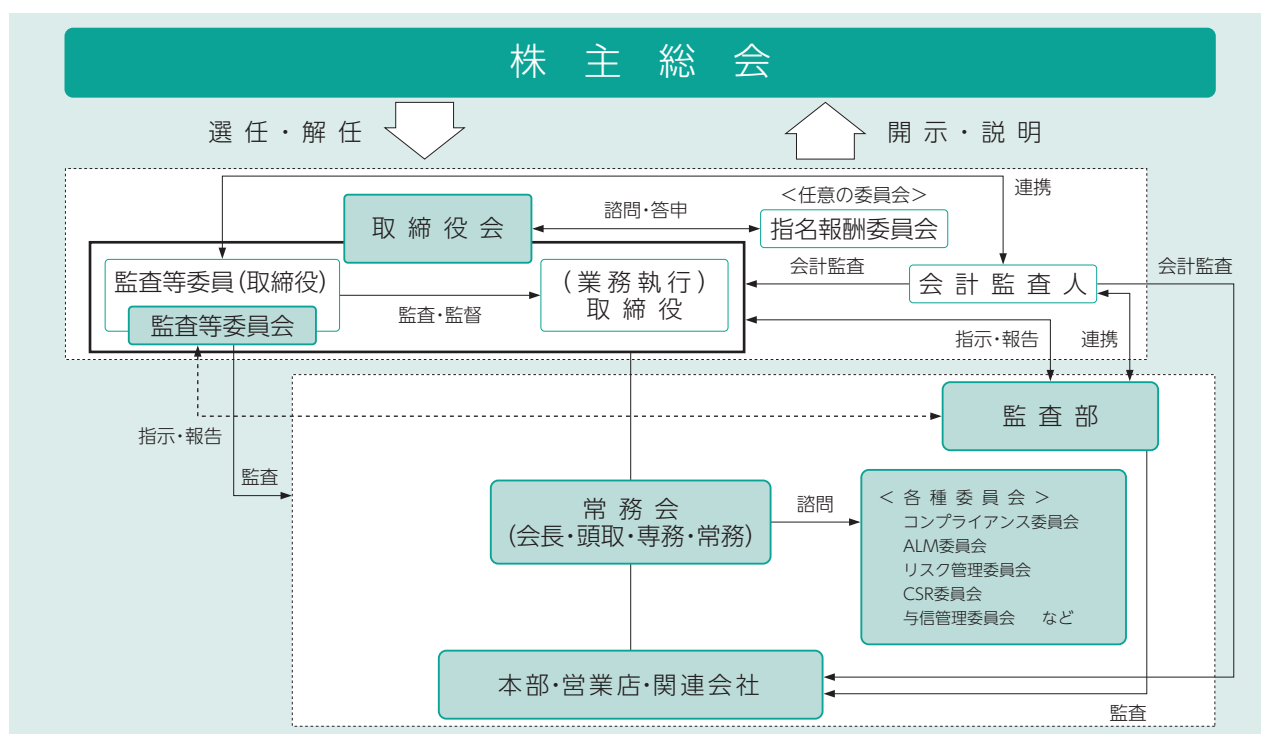 株主総会
選任・解任
開示・説明
連携
<任意の委員会>
取締役会
諮問・答申
指名報酬委員会
監査等委員(取締役)
監査等委員会
監査・監督
(業務執行)
取締役
会計監査
会計監査人
会計監査
指示・報告
連携
監査部
指示・報告
監査
常務会
(会長・頭取・専務・常務)
諮問
<各種委員会>
コンプライアンス委員会
ALM委員会
リスク管理委員会
CSR委員会
与信管理委員会 など
本部・営業店・関連会社
監査